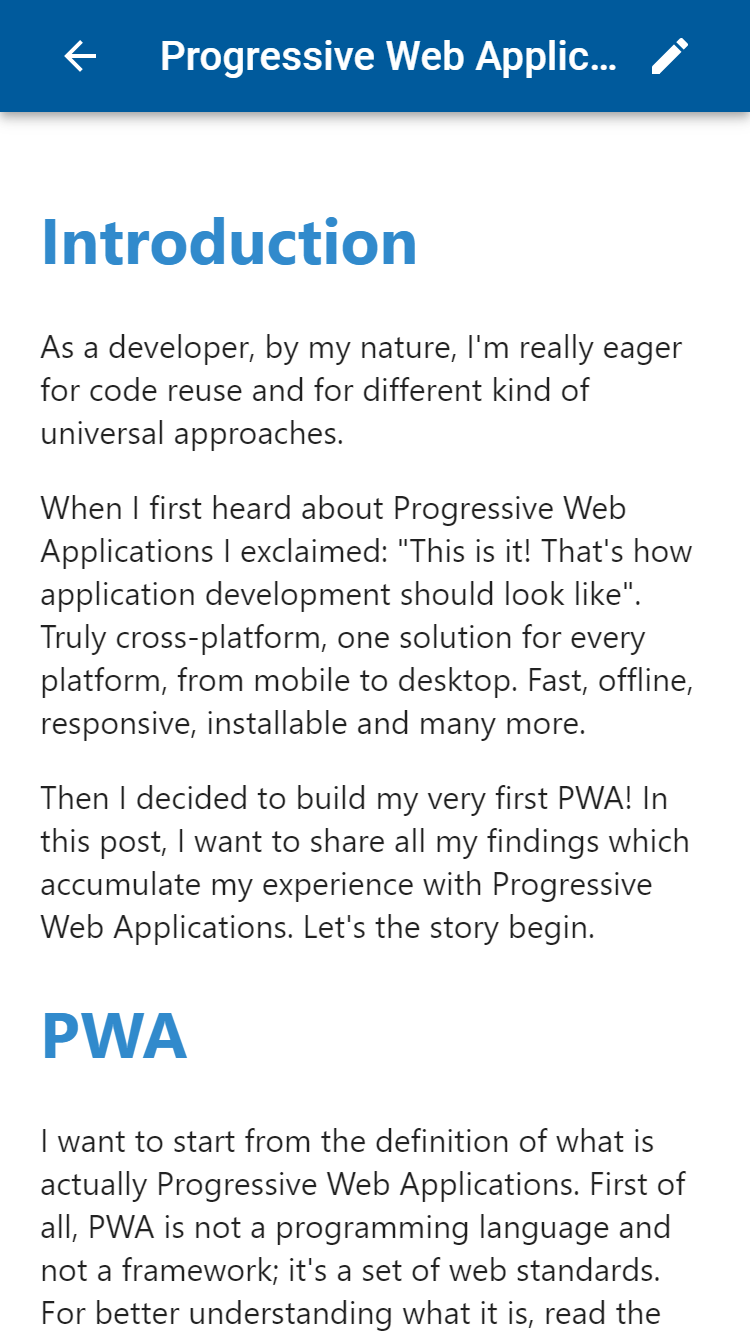 Progressive Web Applic...
Introduction
As a developer, by my nature, I'm really eager
for code reuse and for different kind of
universal approaches.
When I first heard about Progressive Web
Applications I exclaimed: "This is it! That's how
application development should look like".
Truly cross-platform, one solution for every
platform, from mobile to desktop. Fast, offline,
responsive, installable and many more.
Then I decided to build my very first PWA! In
this post, I want to share all my findings which
accumulate my experience with Progressive
Web Applications. Let's the story begin.
PWA
I want to start from the definition of what is
actually Progressive Web Applications. First of
all, PWA is not a programming language and
not a framework; it's a set of web standards.
For better understanding what it is, read the